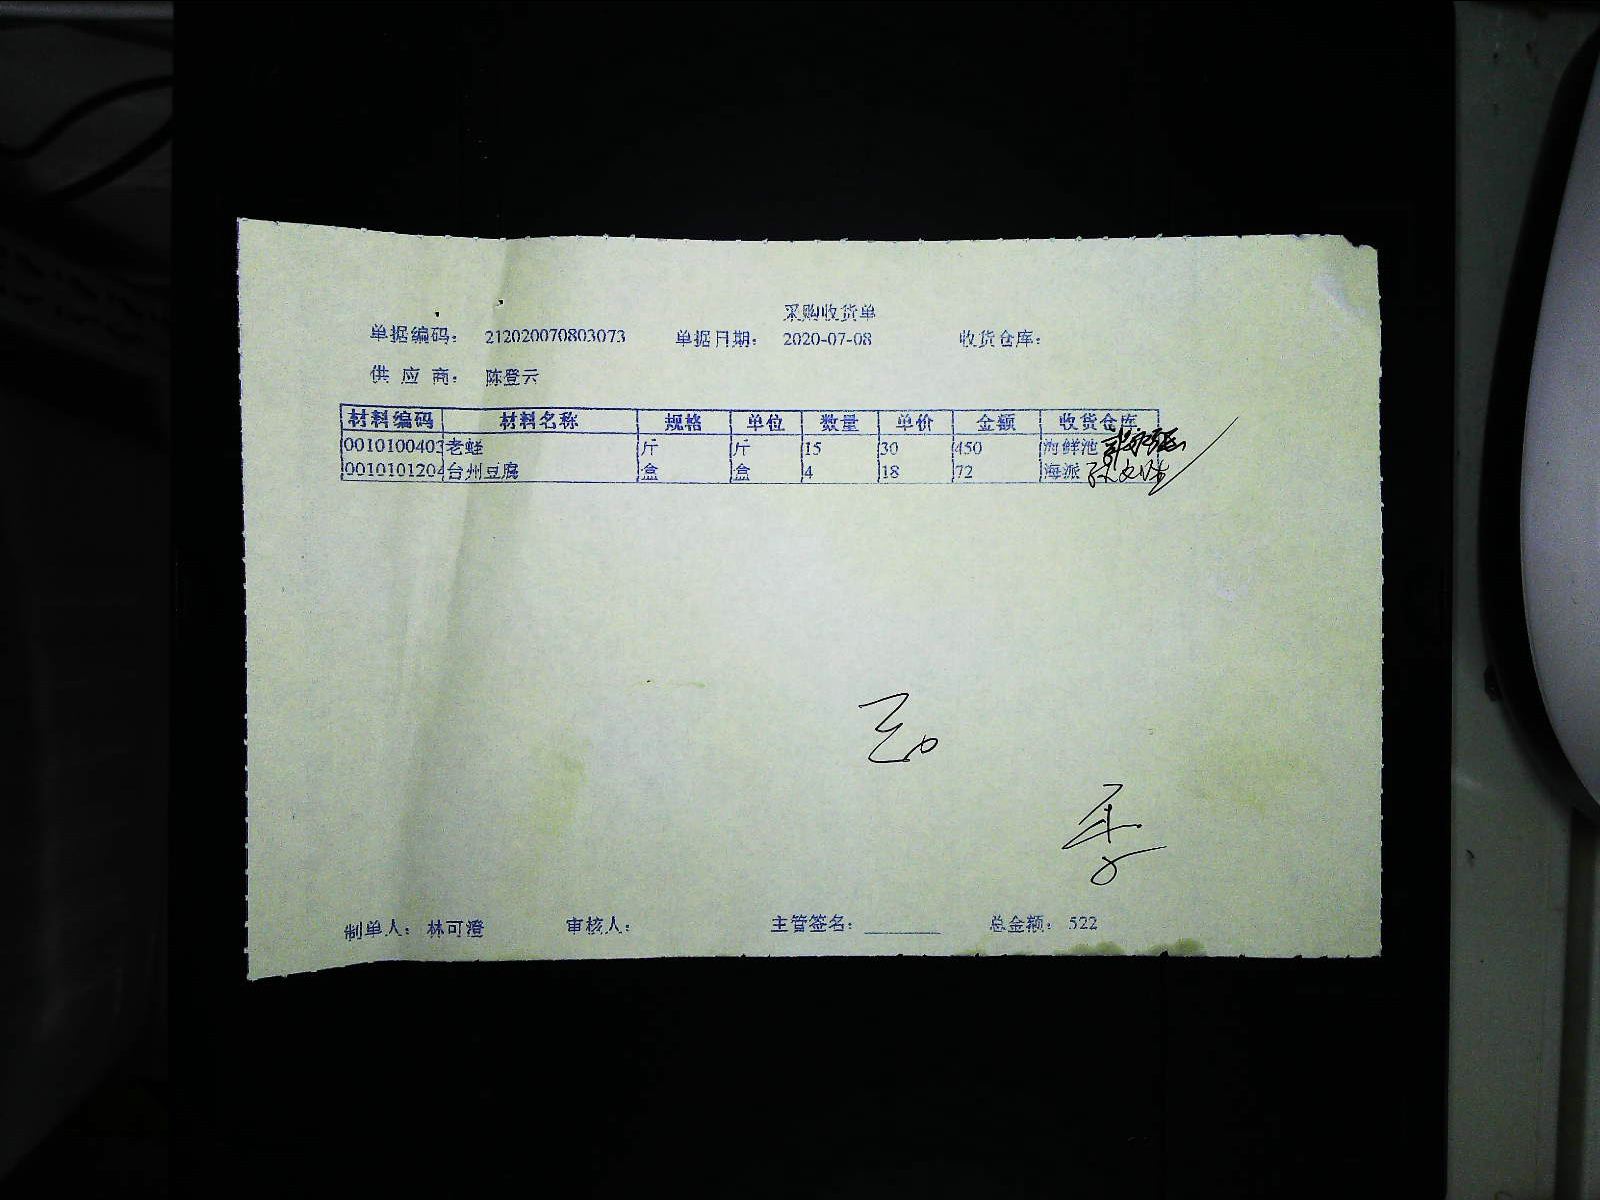 采购收货单
单据编码： 212020070803073 单据日期： 2020-07-08 收货仓库：
供 应 商： 陈登云
材料编码 材料名称 规格 单位 数量 单价 金额 收货仓库
0010100403 老蛏 斤 斤 15 30 450 海鲜池
0010101204 台州豆腐 盒 盒 4 18 72 海派
制单人： 林可澄 审核人： 主管签名： 总金额： 522